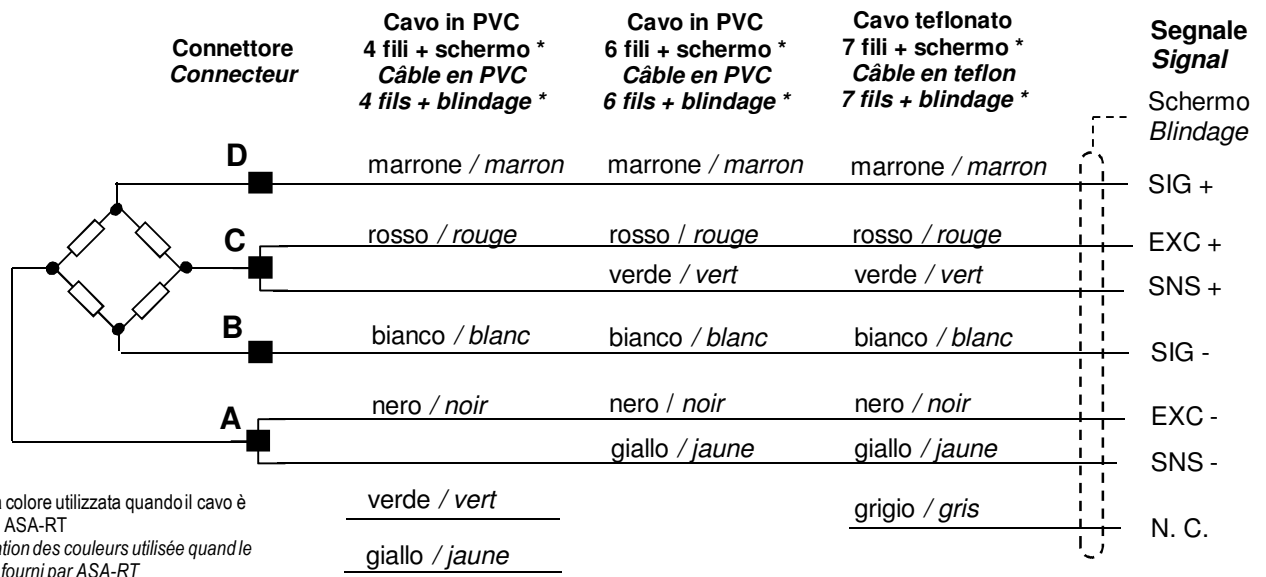 Connettore
Connecteur
Cavo in PVC
4 fili + schermo *
Câble en PVC
4 fils + blindage *
Cavo in PVC
6 fili + schermo *
Câble en PVC
6 fils + blindage *
Cavo teflonato
7 fili + schermo *
Câble en teflon
7 fils + blindage *
Segnale
Signal
Schermo
Blindage
D
marrone / marron
marrone / marron
marrone / marron
SIG +
C
rosso / rouge
rosso / rouge
rosso / rouge
EXC +
verde / vert
verde / vert
SNS +
B
bianco / blanc
bianco / blanc
bianco / blanc
SIG -
A
nero / noir
nero / noir
nero / noir
EXC -
giallo / jaune
giallo / jaune
SNS -
verde / vert
grigio / gris
N. C.
giallo / jaune
colore utilizzata quando il cavo è
ASA-RT
des couleurs utilisée quand le
fourni par ASA-RT